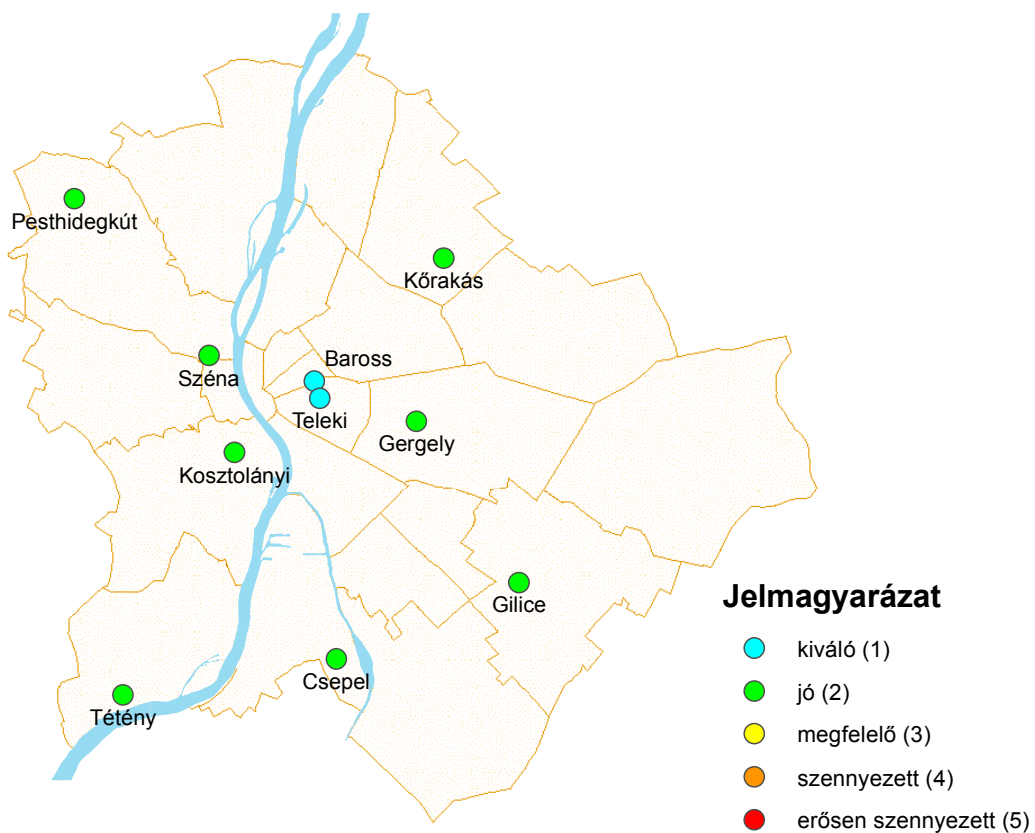 Pesthidegkút
Kőrakás
Baross
Széna
Teleki
Gergely
Kosztolányi
Gilice
Csepel
Tétény
Jelmagyarázat
kiváló (1)
jó (2)
megfelelő (3)
szennyezett (4)
erősen szennyezett (5)